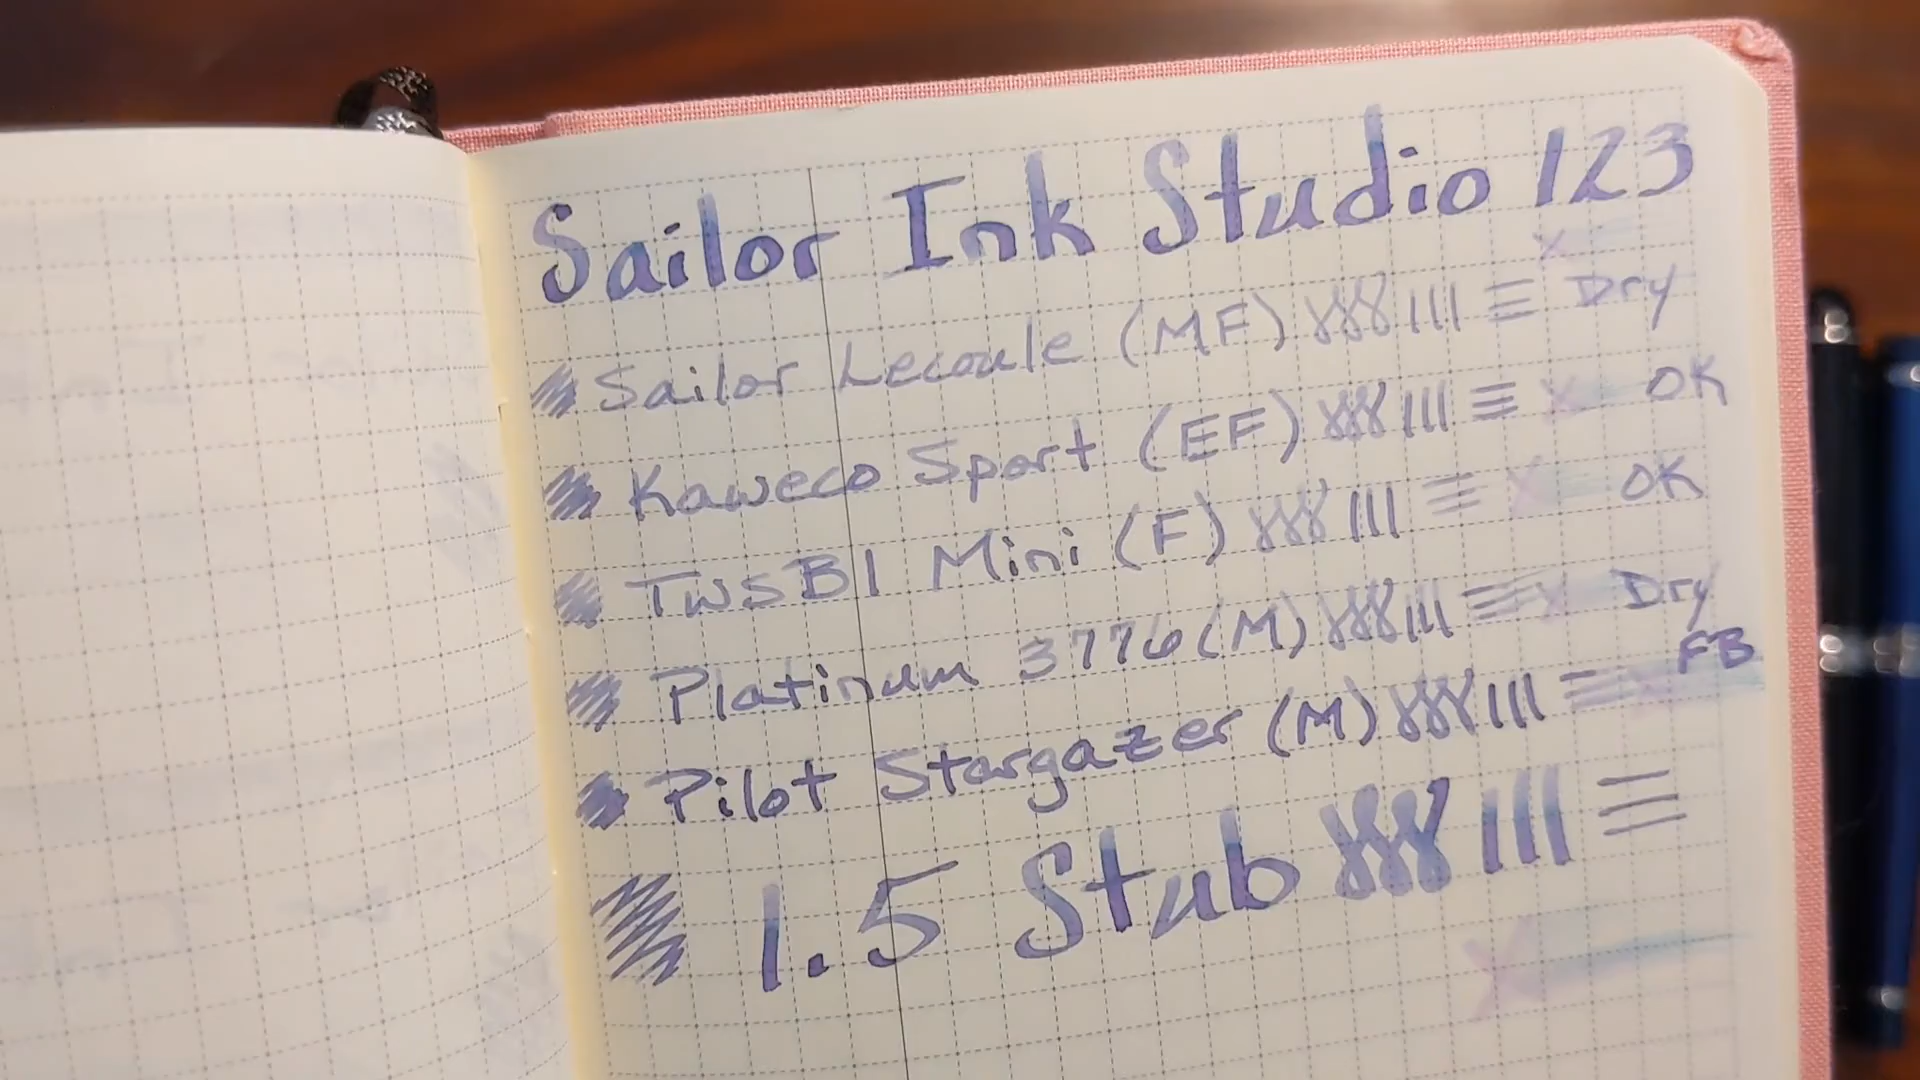 Sailor Ink Studio 123
Sailor Lecoule (MF) Dry
Kaweco Sport (EF) X OK
TWSBI Mini (F) X OK
Platinum 3776 (M) X Dry
Pilot Stargazer (M) FB
1.5 Stub